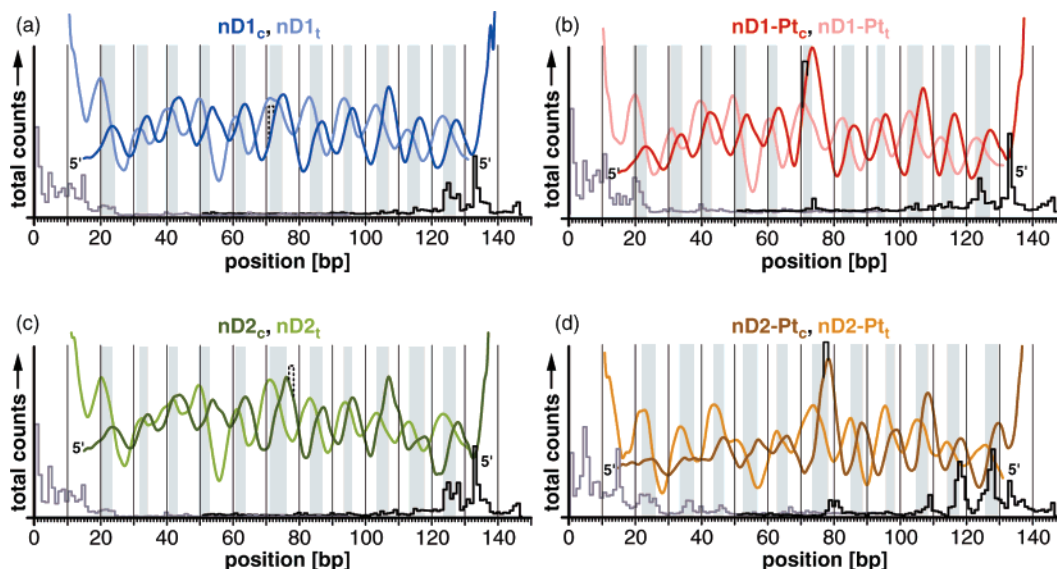 (a) nD1c, nD1t
total counts
5'
5'
0 20 40 60 80 100 120 140
position [bp]
(b) nD1-Ptc, nD1-Ptt
total counts
5'
5'
0 20 40 60 80 100 120 140
position [bp]
(c) nD2c, nD2t
total counts
5'
5'
0 20 40 60 80 100 120 140
position [bp]
(d) nD2-Ptc, nD2-Ptt
total counts
5'
5'
0 20 40 60 80 100 120 140
position [bp]